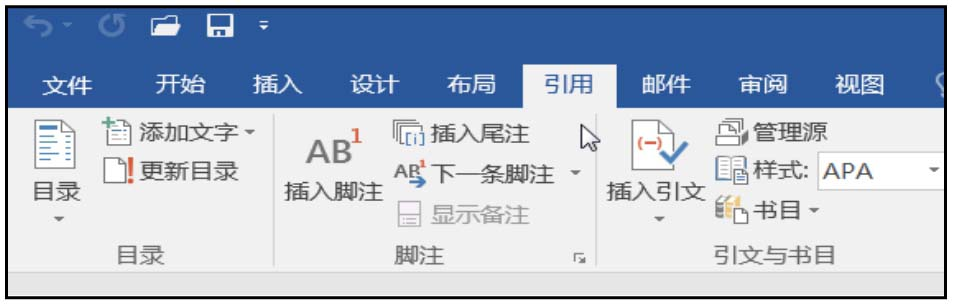 文件 开始 插入 设计 布局 引用 邮件 审阅 视图
目录
添加文字
更新目录
目录
AB1
插入脚注
[i] 插入尾注
AB1 下一条脚注
显示备注
脚注
(-)
插入引文
管理源
样式: APA
书目
引文与书目